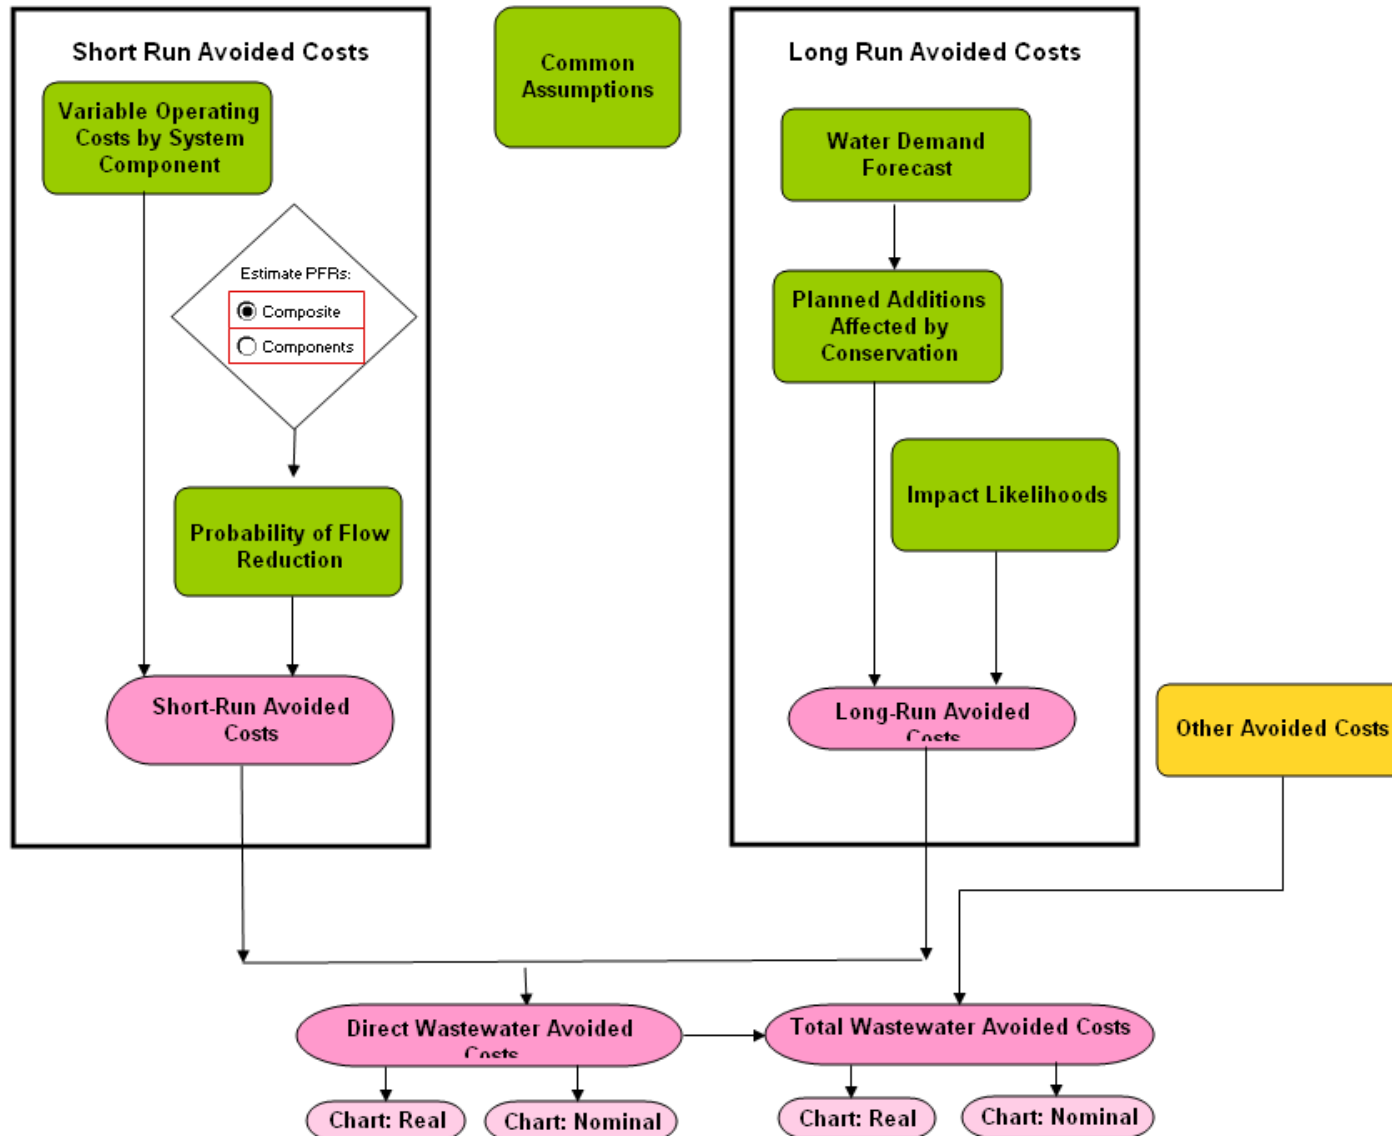 Short Run Avoided Costs
Variable Operating
Costs by System
Component
Estimate PFRs:
Composite
Components
Probability of Flow
Reduction
Short-Run Avoided
Costs
Common
Assumptions
Long Run Avoided Costs
Water Demand
Forecast
Planned Additions
Affected by
Conservation
Impact Likelihoods
Long-Run Avoided
Costs
Other Avoided Costs
Direct Wastewater Avoided
Costs
Total Wastewater Avoided Costs
Chart: Real
Chart: Nominal
Chart: Real
Chart: Nominal